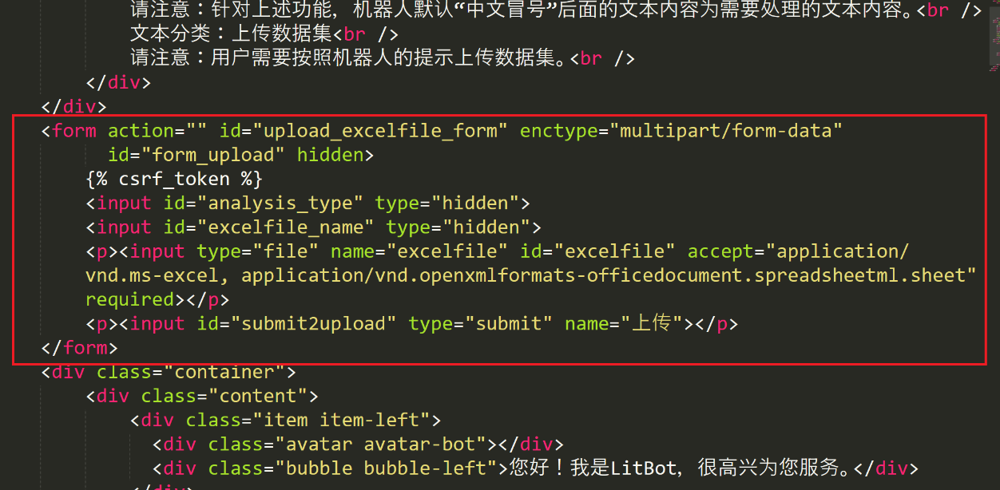 请注意：针对上述功能，机器人默认“中文冒号”后面的文本内容为需要处理的文本内容。<br />
文本分类：上传数据集<br />
请注意：用户需要按照机器人的提示上传数据集。<br />
</div>
</div>
<form action="" id="upload_excelfile_form" enctype="multipart/form-data"
id="form_upload" hidden>
{% csrf_token %}
<input id="analysis_type" type="hidden">
<input id="excelfile_name" type="hidden">
<p><input type="file" name="excelfile" id="excelfile" accept="application/
vnd.ms-excel, application/vnd.openxmlformats-officedocument.spreadsheetml.sheet"
required></p>
<p><input id="submit2upload" type="submit" name="上传"></p>
</form>
<div class="container">
<div class="content">
<div class="item item-left">
<div class="avatar avatar-bot"></div>
<div class="bubble bubble-left">您好！我是LitBot，很高兴为您服务。</div>
</div>